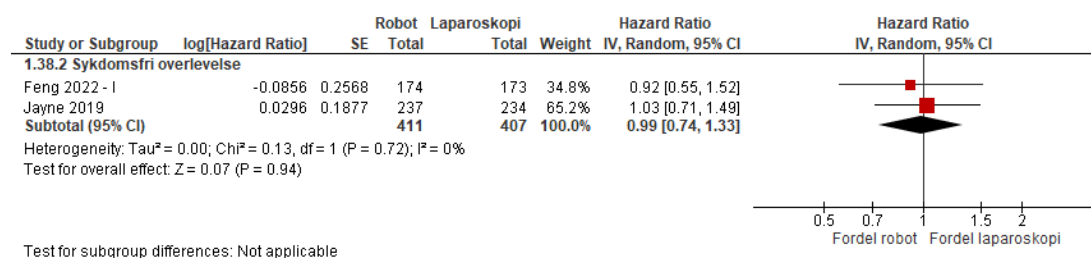 Robot Laparoskopi Hazard Ratio Hazard Ratio
Study or Subgroup log[Hazard Ratio] SE Total Total Weight IV, Random, 95% CI IV, Random, 95% CI
1.38.2 Sykdomsfri overlevelse
Feng 2022 - I -0.0856 0.2568 174 173 34.8% 0.92 [0.55, 1.52]
Jayne 2019 0.0296 0.1877 237 234 65.2% 1.03 [0.71, 1.49]
Subtotal (95% CI) 411 407 100.0% 0.99 [0.74, 1.33]
Heterogeneity: Tau² = 0.00; Chi² = 0.13, df = 1 (P = 0.72); I² = 0%
Test for overall effect: Z = 0.07 (P = 0.94)
0.5 0.7 1 1.5 2
Fordel robot Fordel laparoskopi
Test for subgroup differences: Not applicable